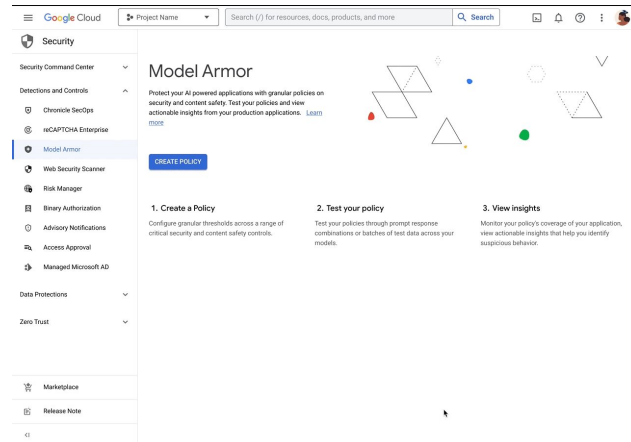 Google Cloud
Project Name
Search (/) for resources, docs, products, and more
Search
Security
Security Command Center
Detections and Controls
Chronicle SecOps
reCAPTCHA Enterprise
Model Armor
Web Security Scanner
Risk Manager
Binary Authorization
Advisory Notifications
Access Approval
Managed Microsoft AD
Data Protections
Zero Trust
Marketplace
Release Note
Model Armor
Protect your AI powered applications with granular policies on
security and content safety. Test your policies and view
actionable insights from your production applications. Learn
more
CREATE POLICY
1. Create a Policy
Configure granular thresholds across a range of
critical security and content safety controls.
2. Test your policy
Test your policies through prompt response
combinations or batches of test data across your
models.
3. View insights
Monitor your policy's coverage of your application,
view actionable insights that help you identify
suspicious behavior.